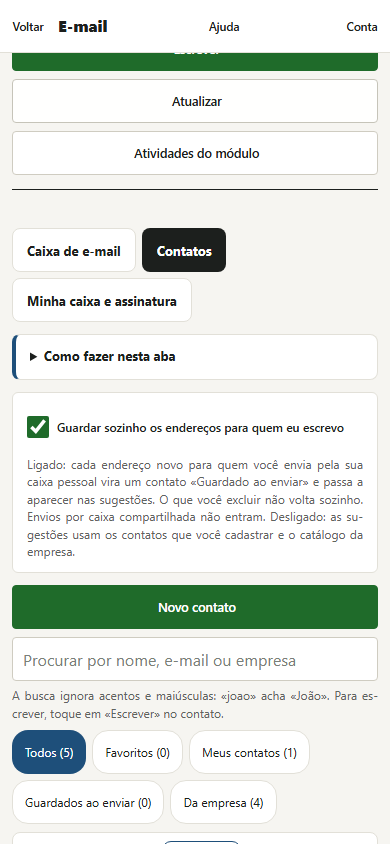 Voltar E-mail Ajuda Conta
Atualizar
Atividades do módulo
Caixa de e-mail Contatos
Minha caixa e assinatura
Como fazer nesta aba
Guardar sozinho os endereços para quem eu escrevo
Ligado: cada endereço novo para quem você envia pela sua
caixa pessoal vira um contato «Guardado ao enviar» e passa a
aparecer nas sugestões. O que você excluir não volta sozinho.
Envios por caixa compartilhada não entram. Desligado: as su-
gestões usam os contatos que você cadastrar e o catálogo da
empresa.
Novo contato
Procurar por nome, e-mail ou empresa
A busca ignora acentos e maiúsculas: «joao» acha «João». Para es-
crever, toque em «Escrever» no contato.
Todos (5) Favoritos (0) Meus contatos (1)
Guardados ao enviar (0) Da empresa (4)